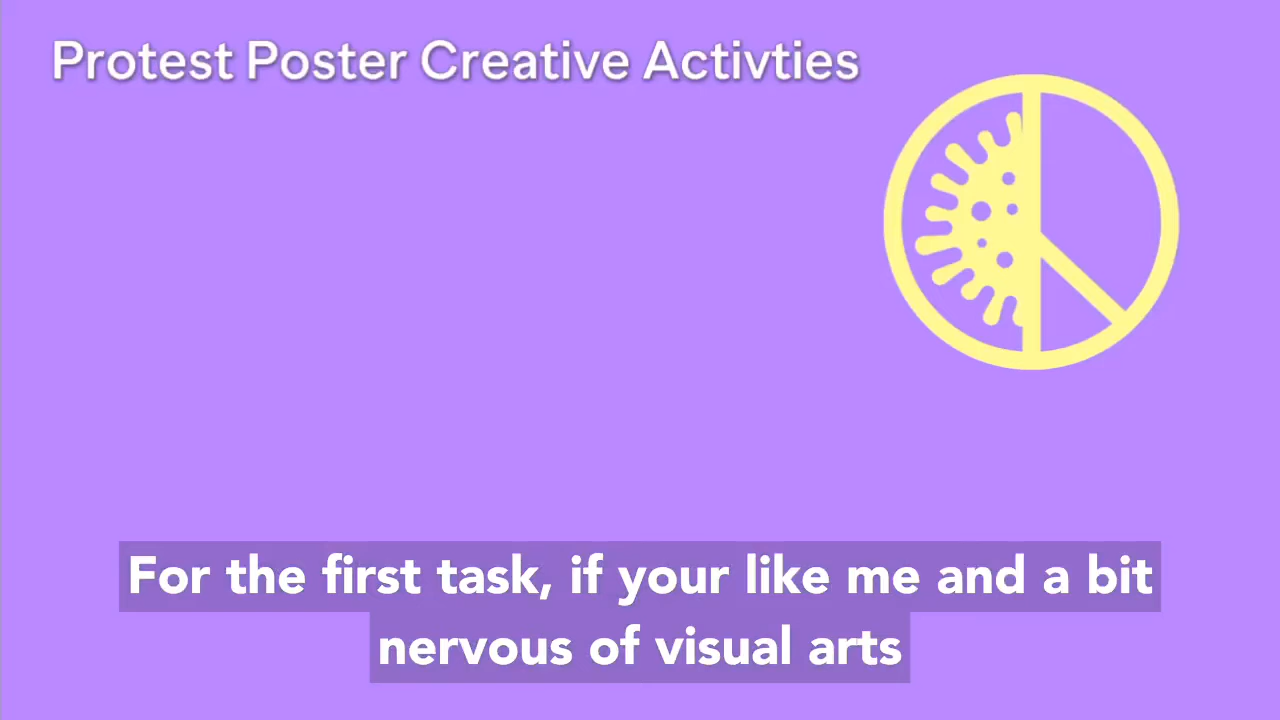 Protest Poster Creative Activties
For the first task, if your like me and a bit
nervous of visual arts